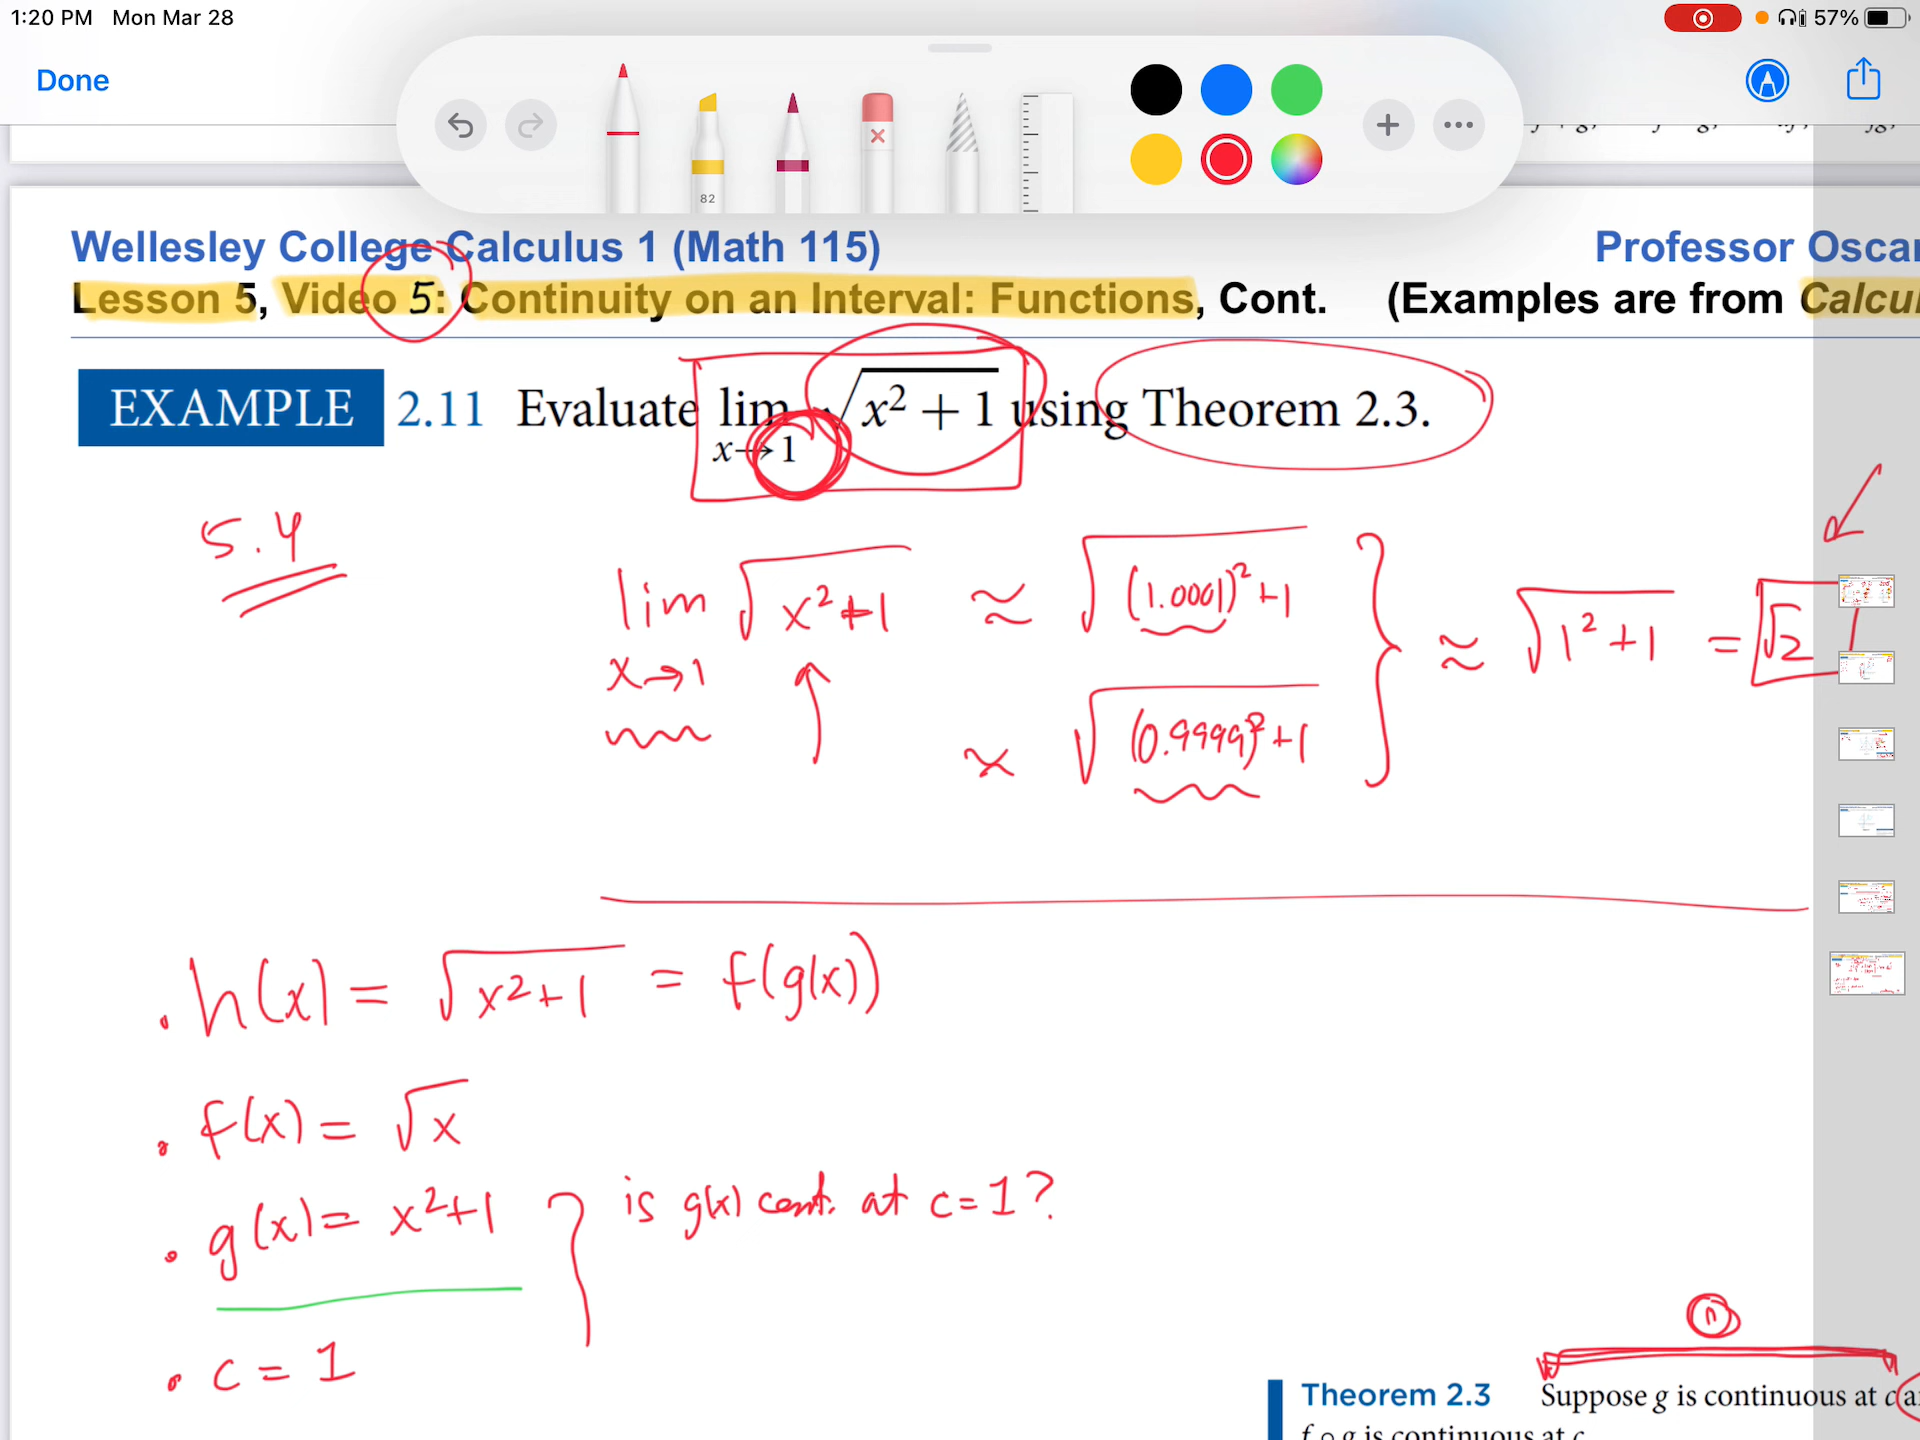 1:20 PM Mon Mar 28
57%
Done
82
Wellesley College Calculus 1 (Math 115) Professor Oscar
Lesson 5, Video 5: Continuity on an Interval: Functions, Cont. (Examples are from Calcul
EXAMPLE 2.11 Evaluate lim x→1 √(x² + 1) using Theorem 2.3.
5.4
lim x→1 √(x²+1) ≈ √((1.0001)²+1)
≈ √((0.9999)²+1)
≈ √(1²+1) = √2
• h(x) = √(x²+1) = f(g(x))
• f(x) = √x
• g(x) = x²+1 is g(x) cont. at c=1?
• c = 1
Theorem 2.3 Suppose g is continuous at c a
f ∘ g is continuous at c